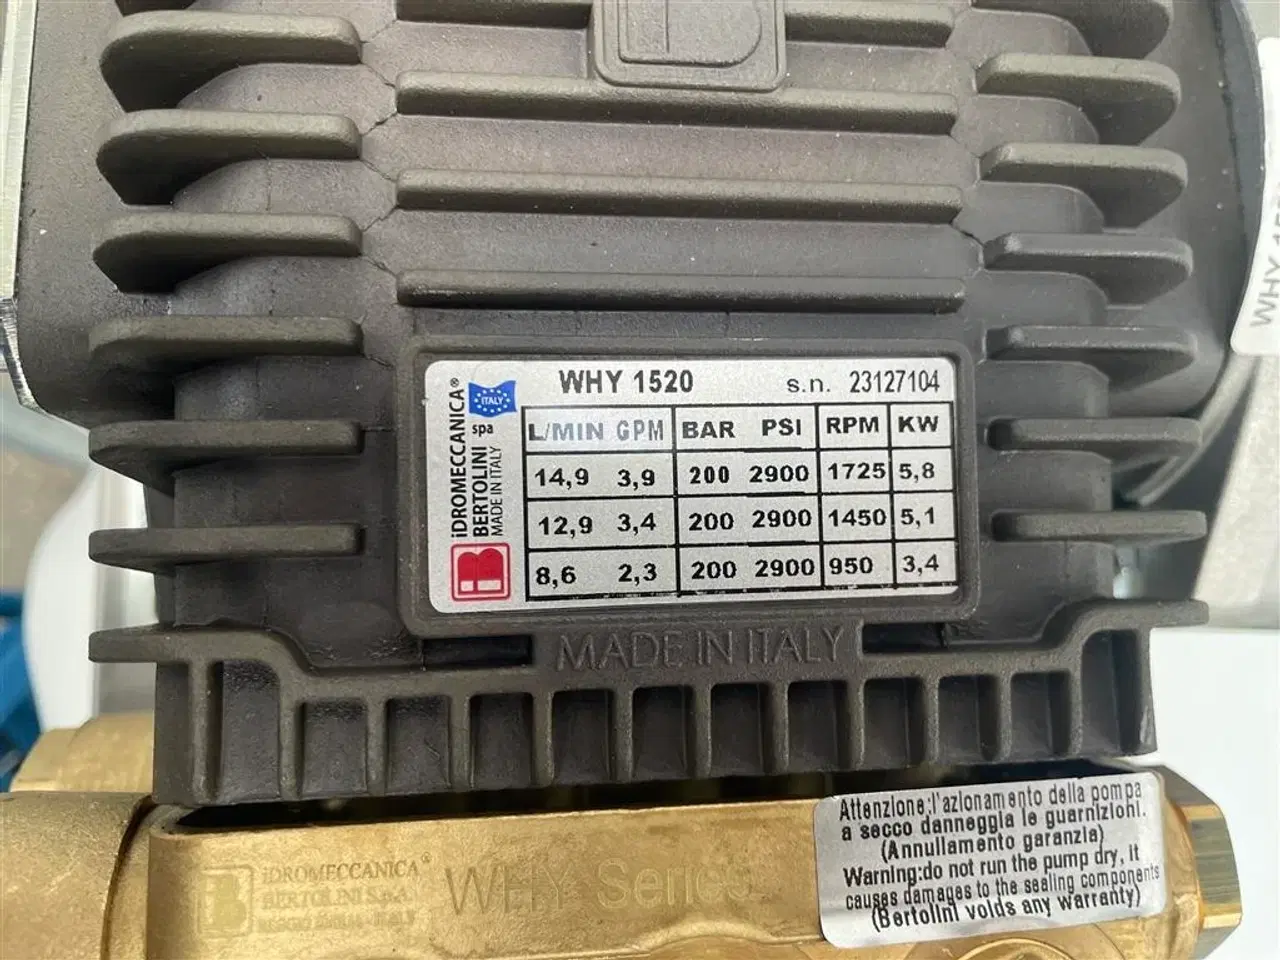 WHY 1520 s.n. 23127104
iDROMECCANICA®
BERTOLINI spa
MADE IN ITALY
ITALY
L/MIN GPM BAR PSI RPM KW
14,9 3,9 200 2900 1725 5,8
12,9 3,4 200 2900 1450 5,1
8,6 2,3 200 2900 950 3,4
MADE IN ITALY
Attenzione:l'azionamento della pompa
a secco danneggia le guarnizioni.
(Annullamento garanzia)
Warning:do not run the pump dry, it
causes damages to the sealing components
(Bertolini voids any warranty)
iDROMECCANICA®
BERTOLINI S.p.A
WHY Series